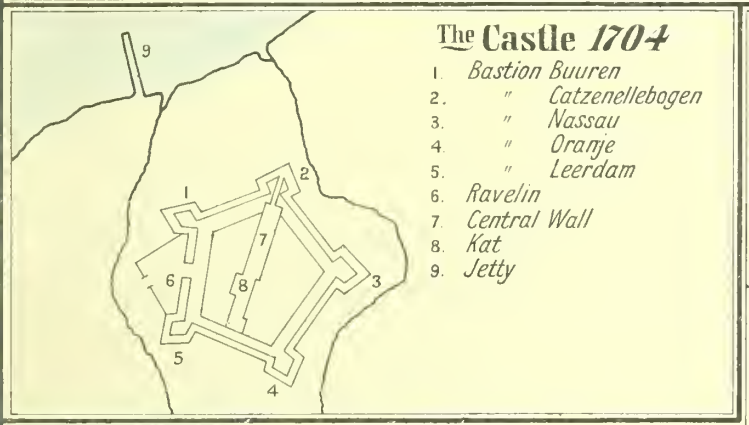 The Castle 1704
1. Bastion Buuren
2. " Catzenellebogen
3. " Nassau
4. " Oranje
5. " Leerdam
6. Ravelin
7. Central Wall
8. Kat
9. Jetty
9
2
1
7
6
8
3
5
4